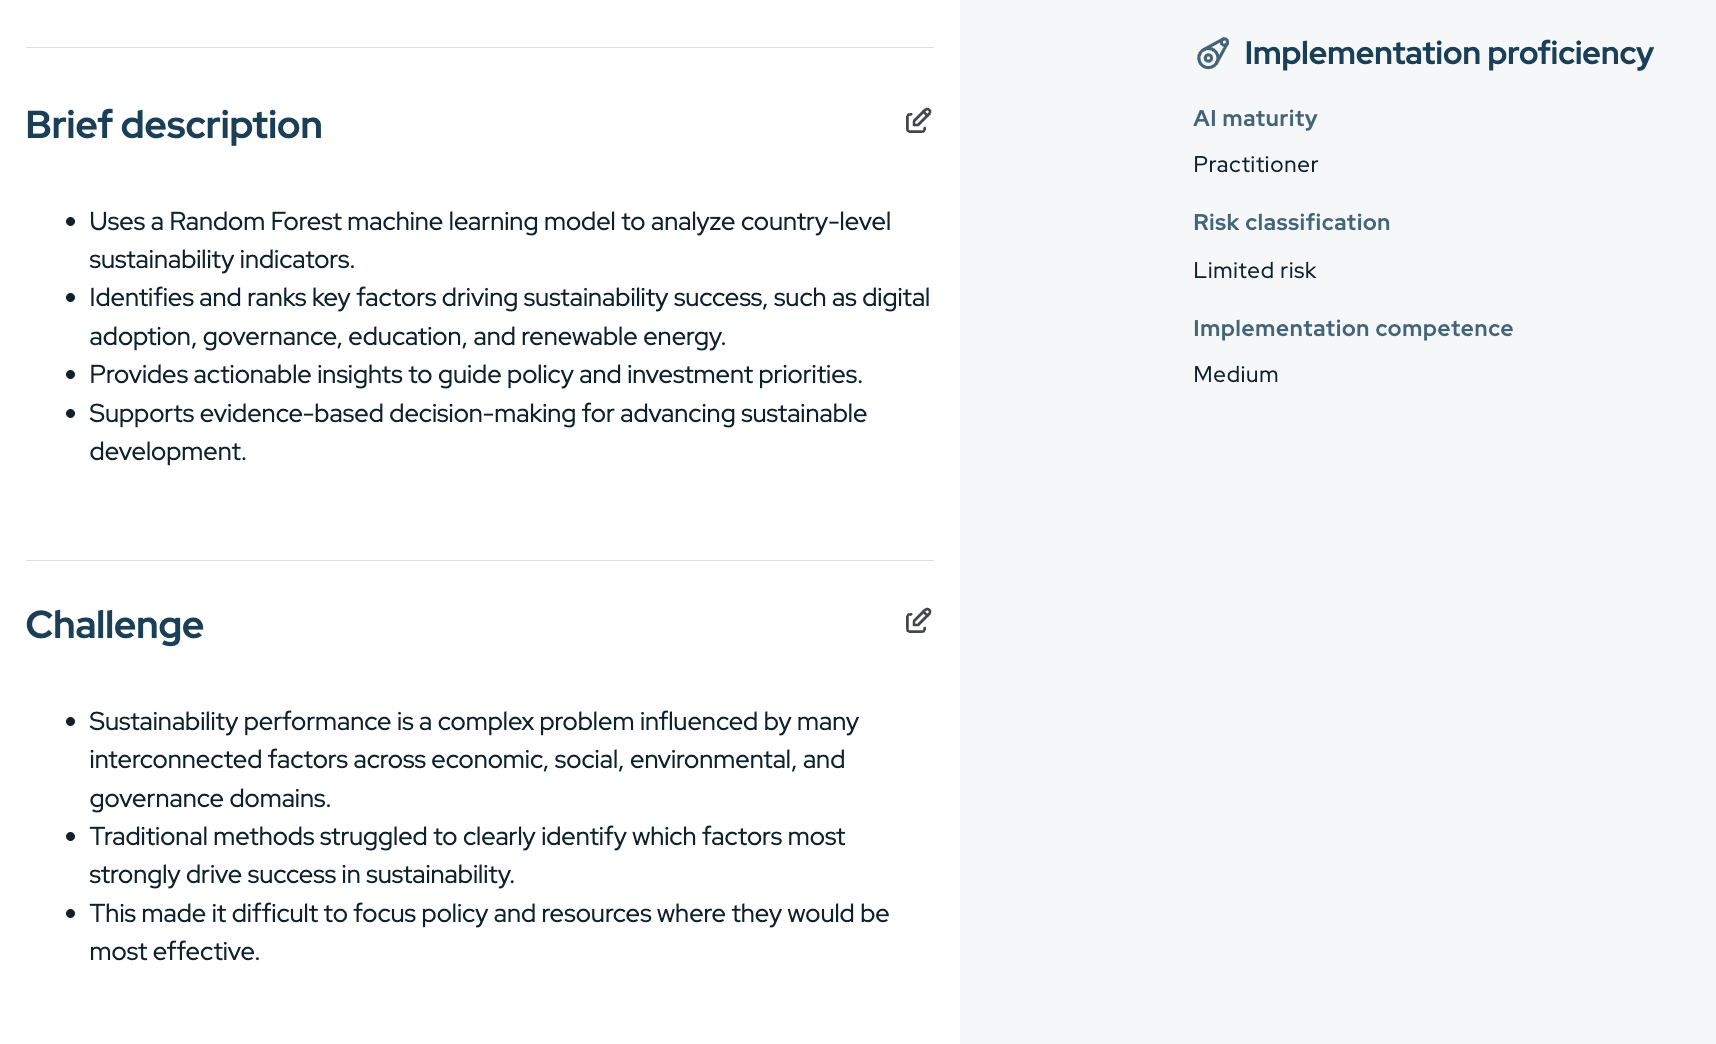 Brief description
• Uses a Random Forest machine learning model to analyze country-level
sustainability indicators.
• Identifies and ranks key factors driving sustainability success, such as digital
adoption, governance, education, and renewable energy.
• Provides actionable insights to guide policy and investment priorities.
• Supports evidence-based decision-making for advancing sustainable
development.
Challenge
• Sustainability performance is a complex problem influenced by many
interconnected factors across economic, social, environmental, and
governance domains.
• Traditional methods struggled to clearly identify which factors most
strongly drive success in sustainability.
• This made it difficult to focus policy and resources where they would be
most effective.
Implementation proficiency
AI maturity
Practitioner
Risk classification
Limited risk
Implementation competence
Medium